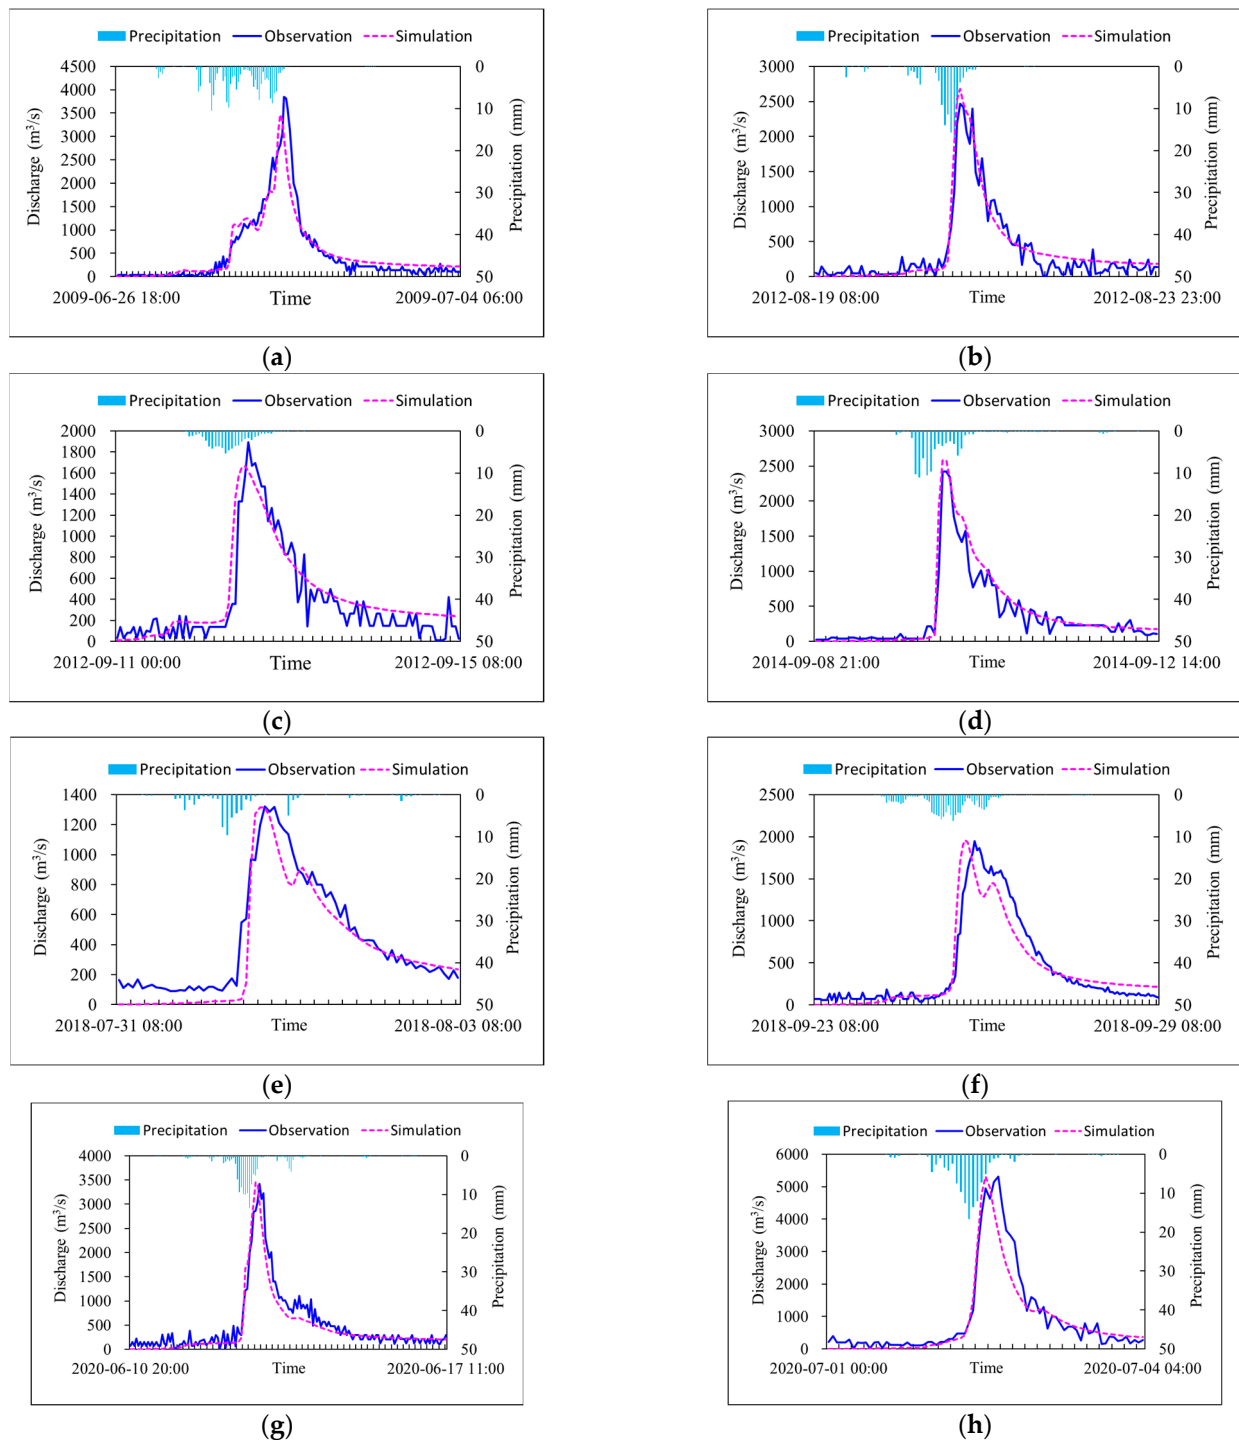 Precipitation Observation Simulation
4500 4000 3500 3000 2500 2000 1500 1000 500 0
Discharge (m³/s)
0 10 20 30 40 50
Precipitation (mm)
2009-06-26 18:00 Time 2009-07-04 06:00
(a)
Precipitation Observation Simulation
3000 2500 2000 1500 1000 500 0
Discharge (m³/s)
0 10 20 30 40 50
Precipitation (mm)
2012-08-19 08:00 Time 2012-08-23 23:00
(b)
Precipitation Observation Simulation
2000 1800 1600 1400 1200 1000 800 600 400 200 0
Discharge (m³/s)
0 10 20 30 40 50
Precipitation (mm)
2012-09-11 00:00 Time 2012-09-15 08:00
(c)
Precipitation Observation Simulation
3000 2500 2000 1500 1000 500 0
Discharge (m³/s)
0 10 20 30 40 50
Precipitation (mm)
2014-09-08 21:00 Time 2014-09-12 14:00
(d)
Precipitation Observation Simulation
1400 1200 1000 800 600 400 200 0
Discharge (m³/s)
0 10 20 30 40 50
Precipitation (mm)
2018-07-31 08:00 Time 2018-08-03 08:00
(e)
Precipitation Observation Simulation
2500 2000 1500 1000 500 0
Discharge (m³/s)
0 10 20 30 40 50
Precipitation (mm)
2018-09-23 08:00 Time 2018-09-29 08:00
(f)
Precipitation Observation Simulation
4000 3500 3000 2500 2000 1500 1000 500 0
Discharge (m³/s)
0 10 20 30 40 50
Precipitation (mm)
2020-06-10 20:00 Time 2020-06-17 11:00
(g)
Precipitation Observation Simulation
6000 5000 4000 3000 2000 1000 0
Discharge (m³/s)
0 10 20 30 40 50
Precipitation (mm)
2020-07-01 00:00 Time 2020-07-04 04:00
(h)